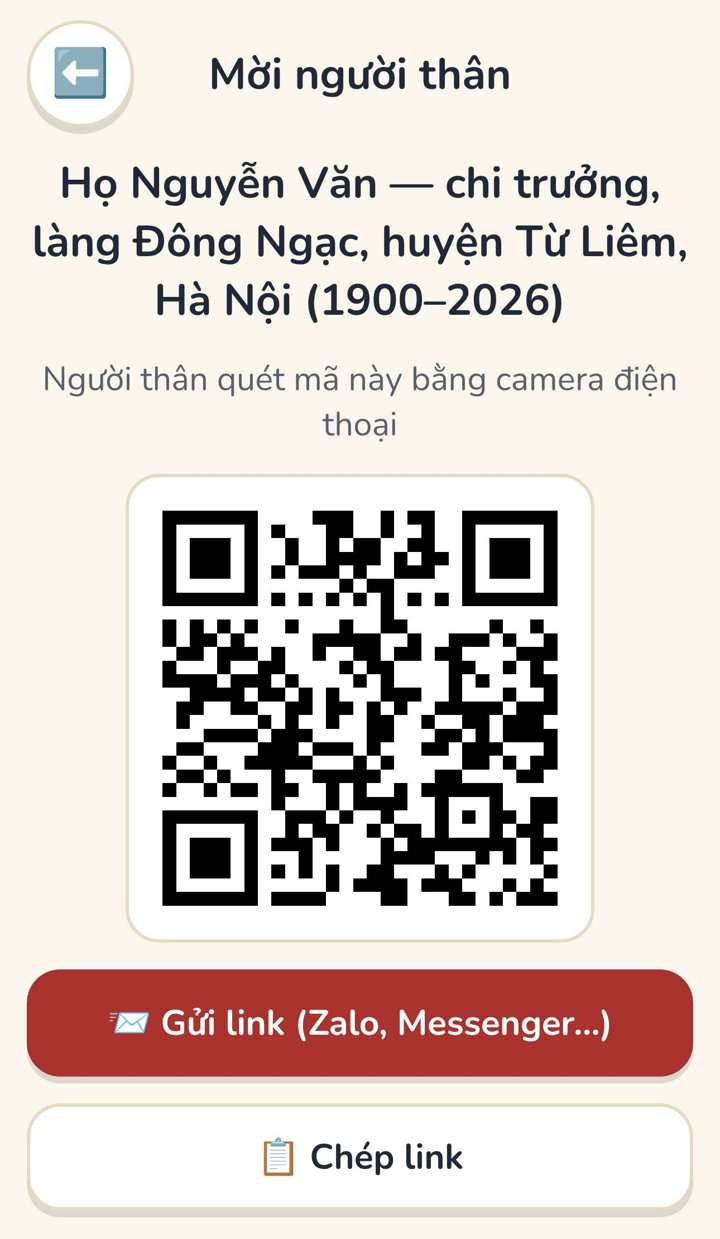 Mời người thân
Họ Nguyễn Văn — chi trưởng,
làng Đông Ngạc, huyện Từ Liêm,
Hà Nội (1900–2026)
Người thân quét mã này bằng camera điện
thoại
Gửi link (Zalo, Messenger...)
Chép link